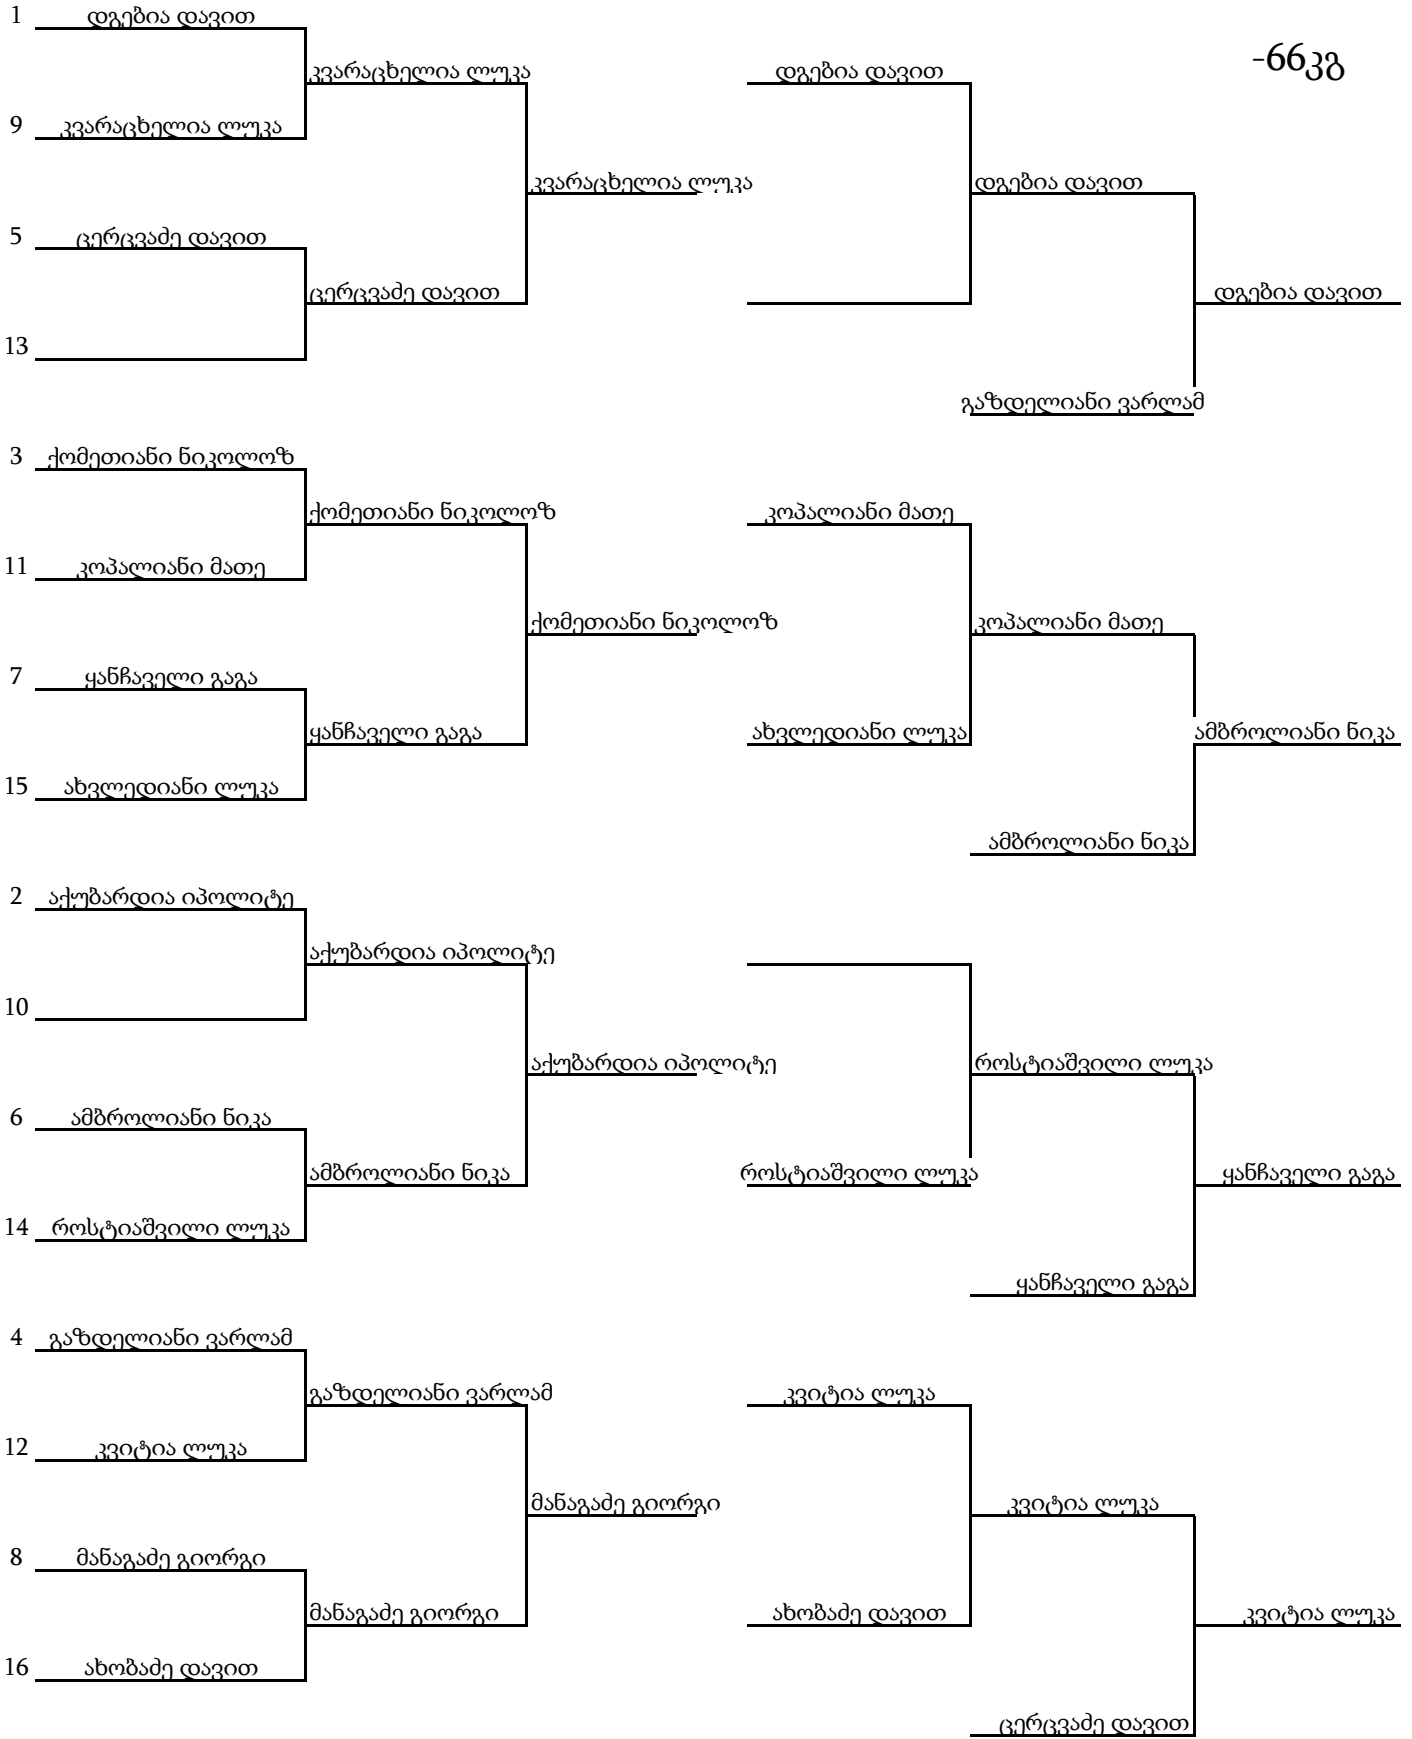 1 დგებია დავით
-66კგ
კვარაცხელია ლუკა დგებია დავით
9 კვარაცხელია ლუკა
კვარაცხელია ლუკა დგებია დავით
5 ცერცვაძე დავით
ცერცვაძე დავით დგებია დავით
13
გაზდელიანი ვარლამ
3 ქომეთიანი ნიკოლოზ
ქომეთიანი ნიკოლოზ კოპალიანი მათე
11 კოპალიანი მათე
ქომეთიანი ნიკოლოზ კოპალიანი მათე
7 ყანჩაველი გაგა
ყანჩაველი გაგა ახვლედიანი ლუკა ამბროლიანი ნიკა
15 ახვლედიანი ლუკა
ამბროლიანი ნიკა
2 აქუბარდია იპოლიტე
აქუბარდია იპოლიტე
10
აქუბარდია იპოლიტე როსტიაშვილი ლუკა
6 ამბროლიანი ნიკა
ამბროლიანი ნიკა როსტიაშვილი ლუკა ყანჩაველი გაგა
14 როსტიაშვილი ლუკა
ყანჩაველი გაგა
4 გაზდელიანი ვარლამ
გაზდელიანი ვარლამ კვიტია ლუკა
12 კვიტია ლუკა
მანაგაძე გიორგი კვიტია ლუკა
8 მანაგაძე გიორგი
მანაგაძე გიორგი ახობაძე დავით კვიტია ლუკა
16 ახობაძე დავით
ცერცვაძე დავით